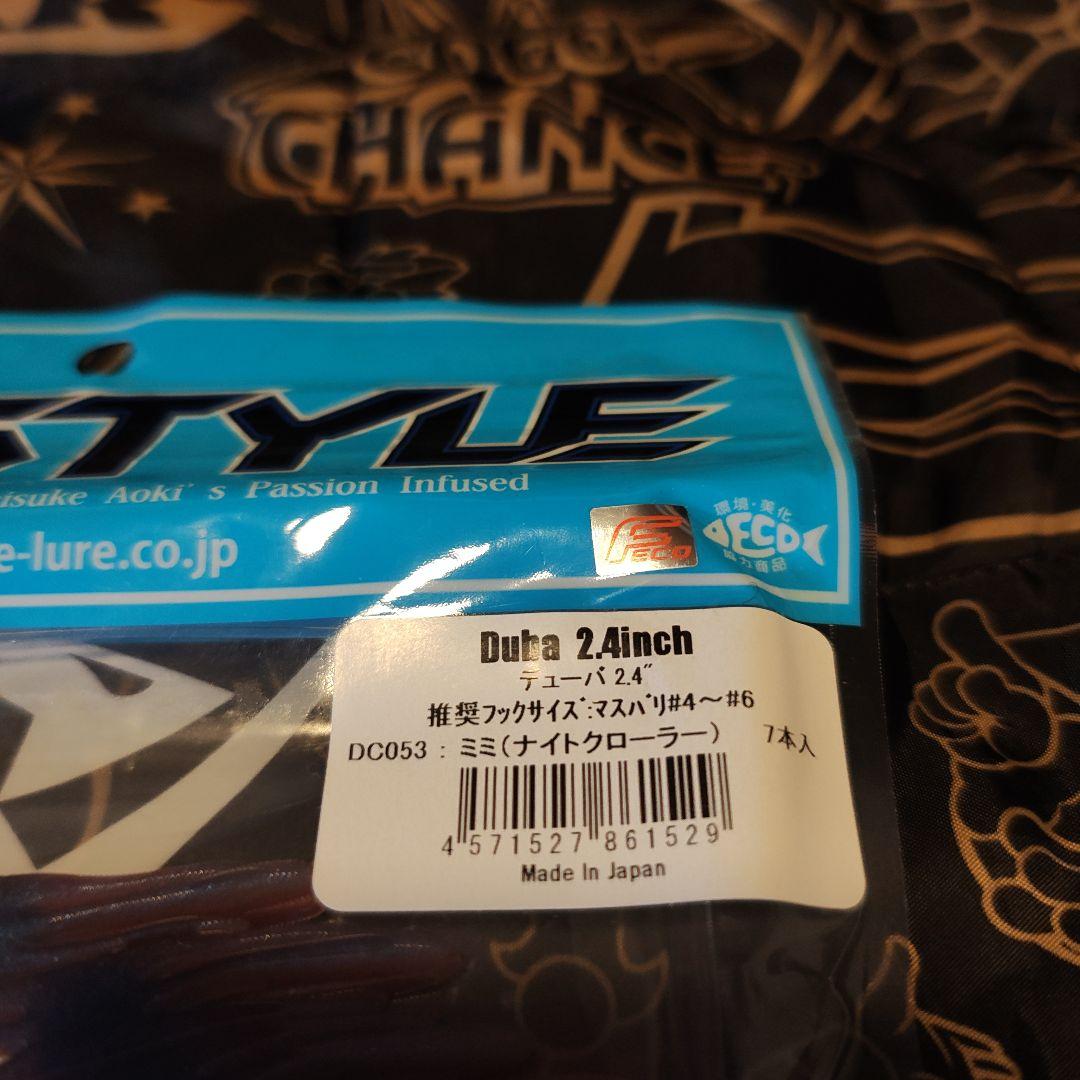 CHANCE
STYLE
isuke Aoki's Passion Infused
e-lure.co.jp
FECO
環境・美化
ECO
協力商品
Duba 2.4inch
デューバ 2.4"
推奨フックサイズ:マスバリ#4～#6
DC053 : ミミ(ナイトクローラー) 7本入
4 571527 861529
Made In Japan